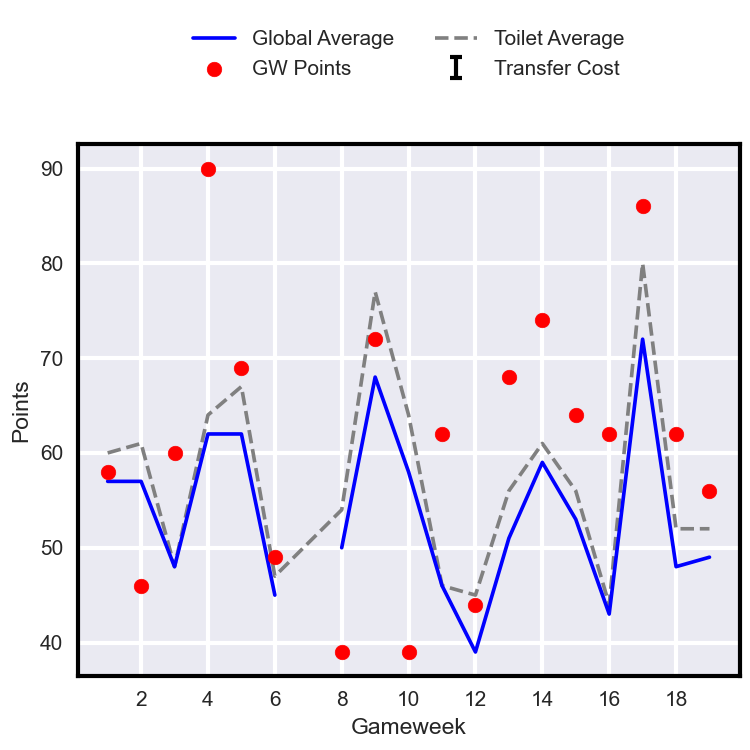 Global Average
Toilet Average
GW Points
Transfer Cost
90
80
70
60
50
40
Points
2 4 6 8 10 12 14 16 18
Gameweek